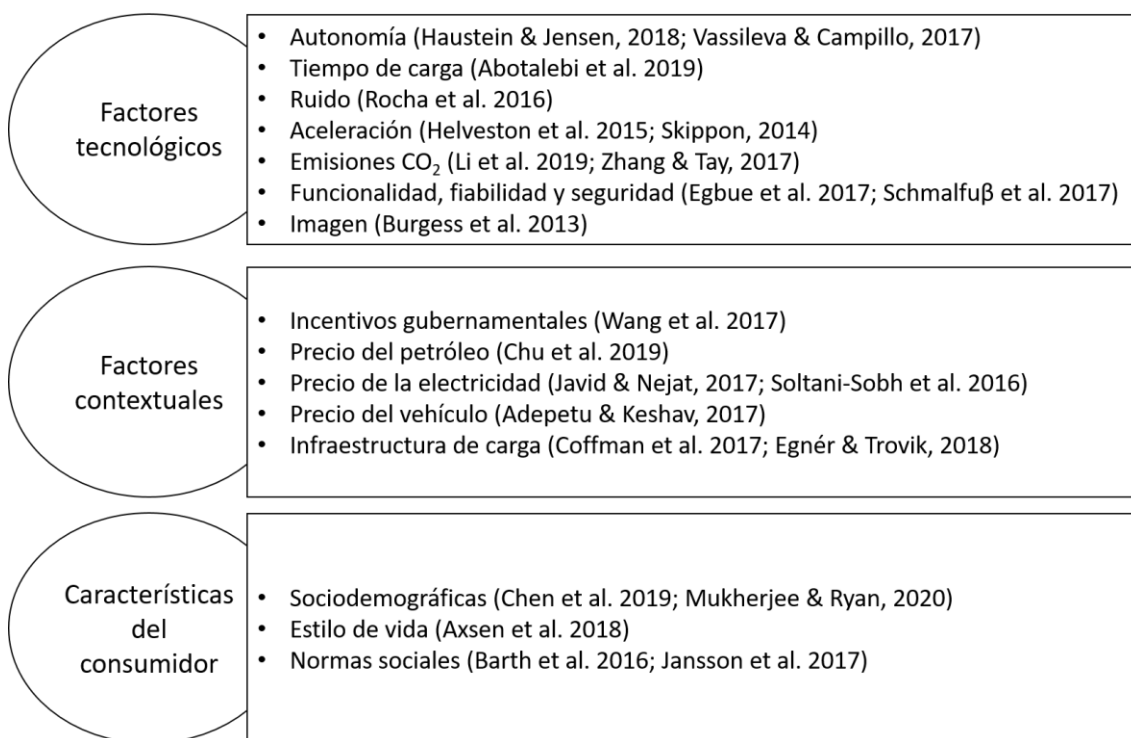 Factores
tecnológicos
• Autonomía (Haustein & Jensen, 2018; Vassileva & Campillo, 2017)
• Tiempo de carga (Abotalebi et al. 2019)
• Ruido (Rocha et al. 2016)
• Aceleración (Helveston et al. 2015; Skippon, 2014)
• Emisiones CO₂ (Li et al. 2019; Zhang & Tay, 2017)
• Funcionalidad, fiabilidad y seguridad (Egbue et al. 2017; Schmalfuβ et al. 2017)
• Imagen (Burgess et al. 2013)
Factores
contextuales
• Incentivos gubernamentales (Wang et al. 2017)
• Precio del petróleo (Chu et al. 2019)
• Precio de la electricidad (Javid & Nejat, 2017; Soltani-Sobh et al. 2016)
• Precio del vehículo (Adepetu & Keshav, 2017)
• Infraestructura de carga (Coffman et al. 2017; Egnér & Trovik, 2018)
Característícas
del
consumidor
• Sociodemográficas (Chen et al. 2019; Mukherjee & Ryan, 2020)
• Estilo de vida (Axsen et al. 2018)
• Normas sociales (Barth et al. 2016; Jansson et al. 2017)